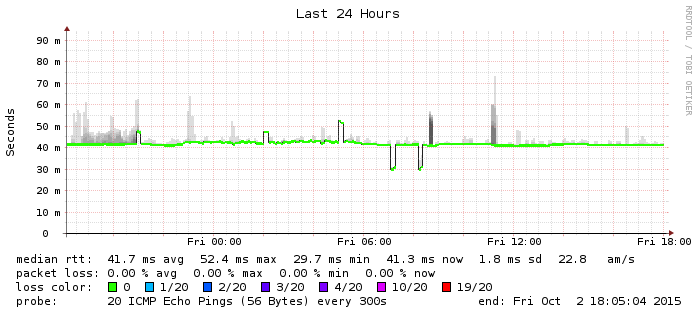 Last 24 Hours
RRDTOOL / TOBI OETIKER
Seconds
90 m
80 m
70 m
60 m
50 m
40 m
30 m
20 m
10 m
0
Fri 00:00 Fri 06:00 Fri 12:00 Fri 18:00
median rtt: 41.7 ms avg 52.4 ms max 29.7 ms min 41.3 ms now 1.8 ms sd 22.8 am/s
packet loss: 0.00 % avg 0.00 % max 0.00 % min 0.00 % now
loss color: 0 1/20 2/20 3/20 4/20 10/20 19/20
probe: 20 ICMP Echo Pings (56 Bytes) every 300s end: Fri Oct 2 18:05:04 2015